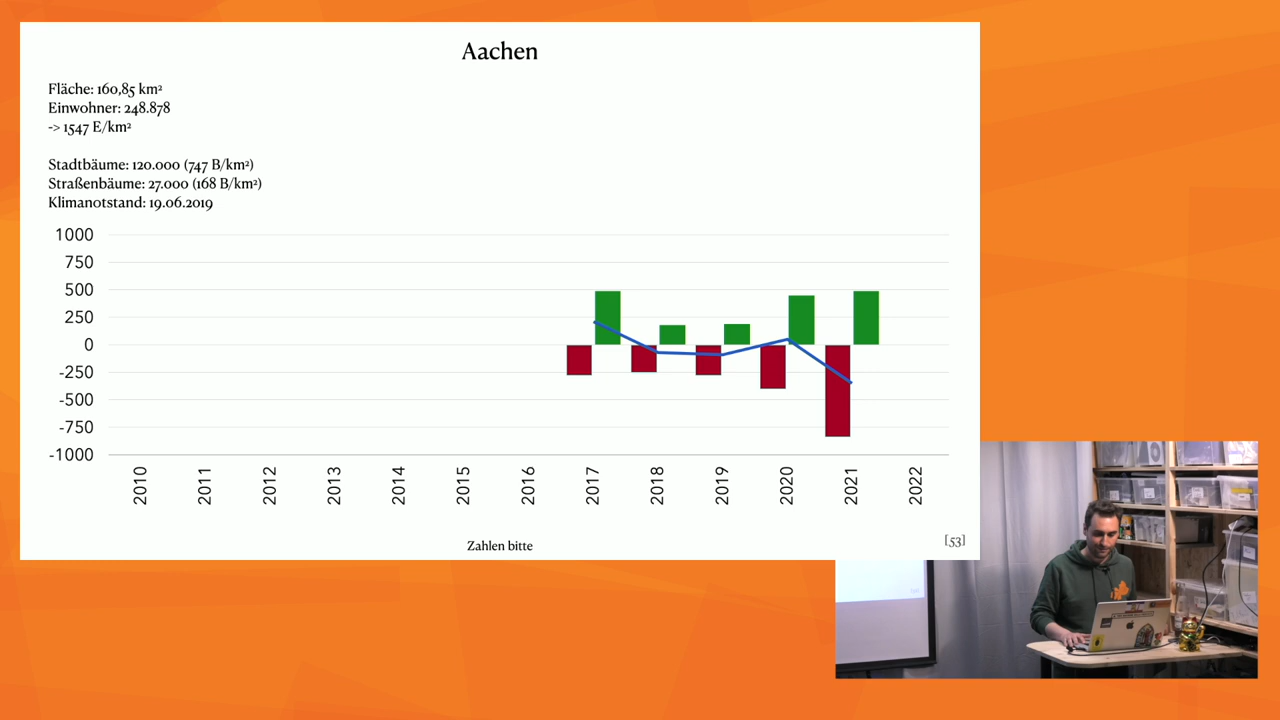 Aachen
Fläche: 160,85 km²
Einwohner: 248.878
-> 1547 E/km²
Stadtbäume: 120.000 (747 B/km²)
Straßenbäume: 27.000 (168 B/km²)
Klimanotstand: 19.06.2019
1000
750
500
250
0
-250
-500
-750
-1000
2010 2011 2012 2013 2014 2015 2016 2017 2018 2019 2020 2021 2022
Zahlen bitte
[53]